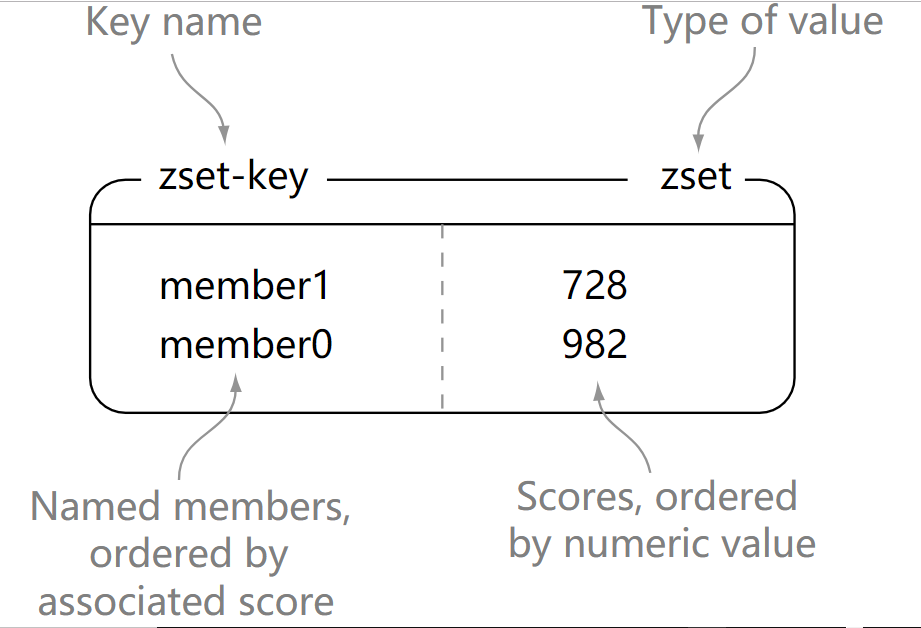 Key name
Type of value
zset-key
zset
member1
728
member0
982
Named members,
ordered by
associated score
Scores, ordered
by numeric value